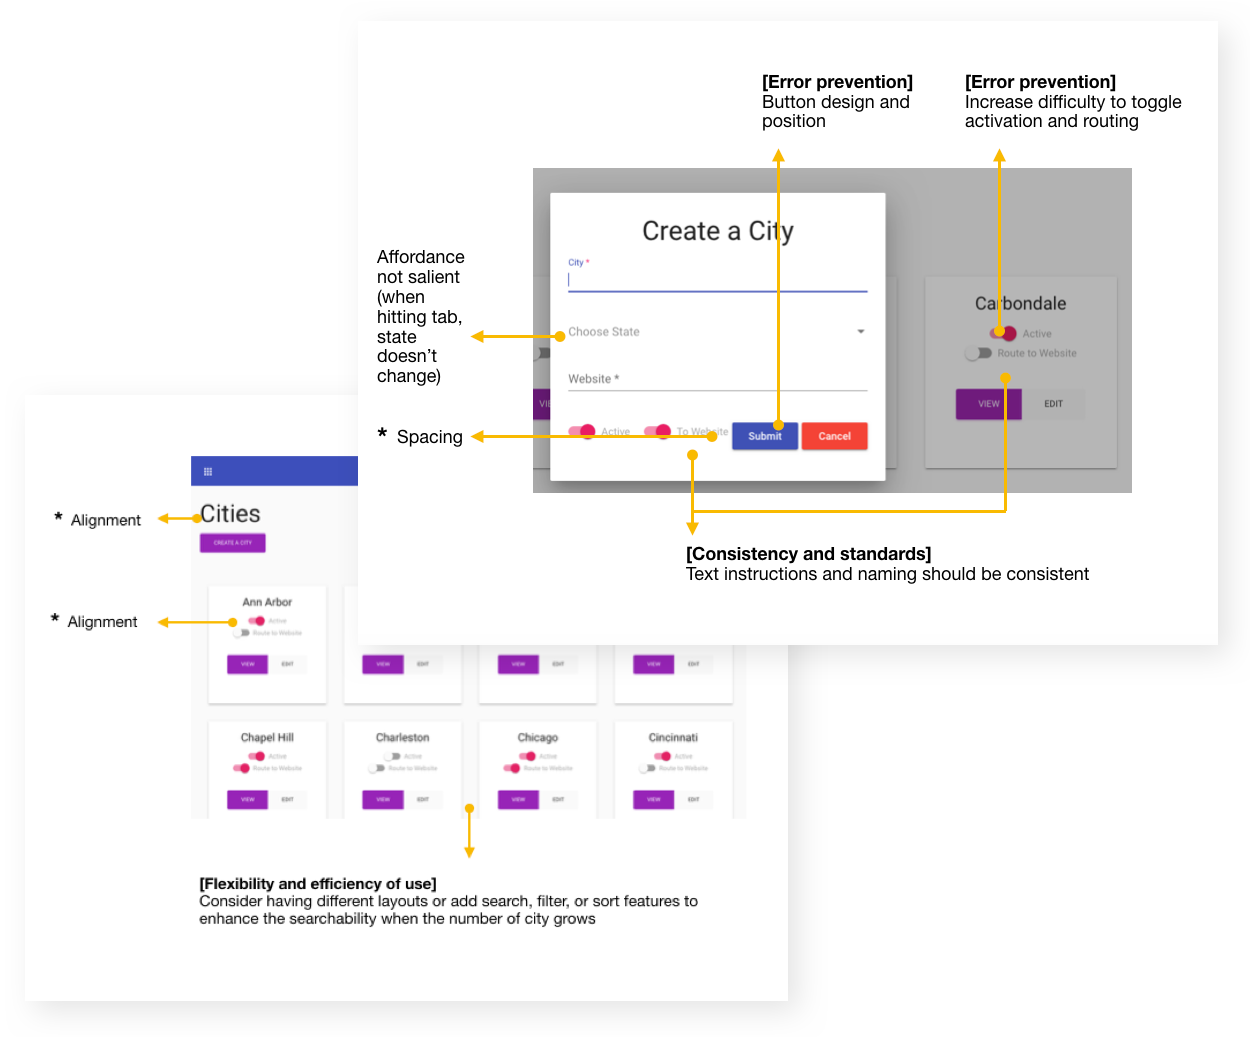 [Error prevention]
Button design and
position
[Error prevention]
Increase difficulty to toggle
activation and routing
Affordance
not salient
(when
hitting tab,
state
doesn't
change)
* Spacing
Create a City
City *
Choose State
Website *
Active
To Website
Submit
Cancel
Carbondale
Active
Route to Website
VIEW
EDIT
VI
[Consistency and standards]
Text instructions and naming should be consistent
* Alignment
* Alignment
Cities
CREATE A CITY
Ann Arbor
Active
Route to Website
VIEW EDIT
VIEW EDIT
VIEW EDIT
VIEW EDIT
Chapel Hill
Active
Route to Website
VIEW EDIT
Charleston
Active
Route to Website
VIEW EDIT
Chicago
Active
Route to Website
VIEW EDIT
Cincinnati
Active
Route to Website
VIEW EDIT
[Flexibility and efficiency of use]
Consider having different layouts or add search, filter, or sort features to
enhance the searchability when the number of city grows